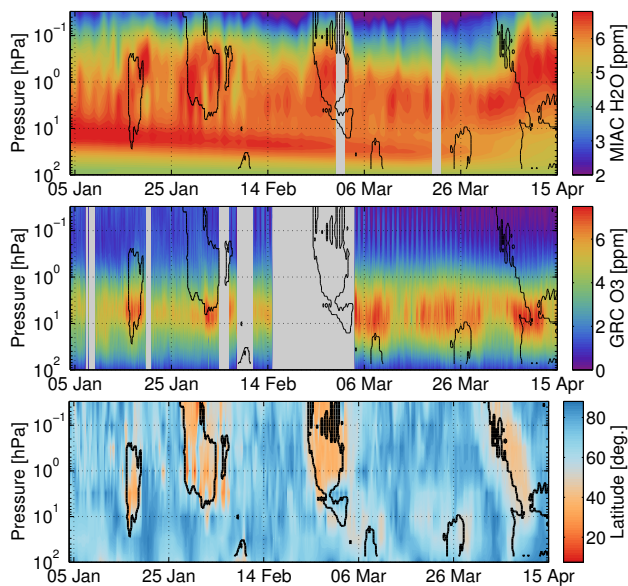 10⁻¹
10⁰
10¹
10²
Pressure [hPa]
05 Jan 25 Jan 14 Feb 06 Mar 26 Mar 15 Apr
6
5
4
3
2
MIAC H2O [ppm]
10⁻¹
10⁰
10¹
10²
Pressure [hPa]
05 Jan 25 Jan 14 Feb 06 Mar 26 Mar 15 Apr
6
4
2
0
GRC O3 [ppm]
10⁻¹
10⁰
10¹
10²
Pressure [hPa]
05 Jan 25 Jan 14 Feb 06 Mar 26 Mar 15 Apr
80
60
40
20
Latitude [deg.]